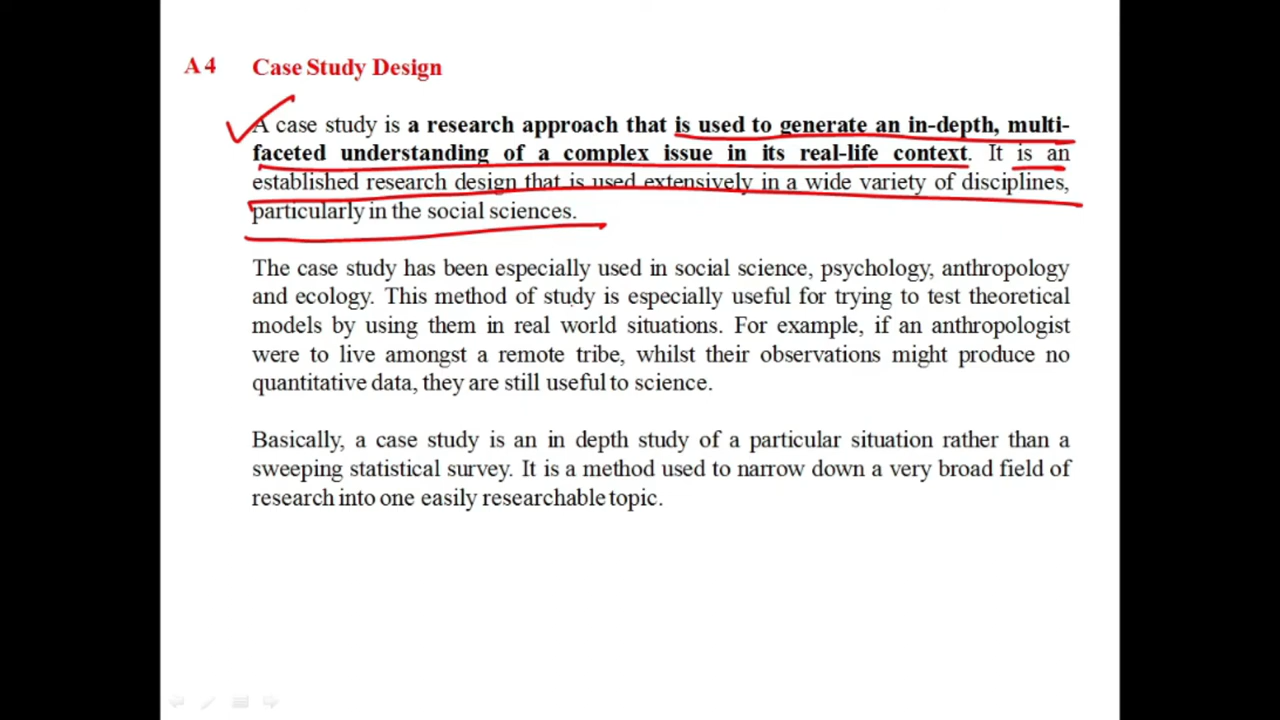 A 4 Case Study Design
A case study is a research approach that is used to generate an in-depth, multi-
faceted understanding of a complex issue in its real-life context. It is an
established research design that is used extensively in a wide variety of disciplines,
particularly in the social sciences.
The case study has been especially used in social science, psychology, anthropology
and ecology. This method of study is especially useful for trying to test theoretical
models by using them in real world situations. For example, if an anthropologist
were to live amongst a remote tribe, whilst their observations might produce no
quantitative data, they are still useful to science.
Basically, a case study is an in depth study of a particular situation rather than a
sweeping statistical survey. It is a method used to narrow down a very broad field of
research into one easily researchable topic.